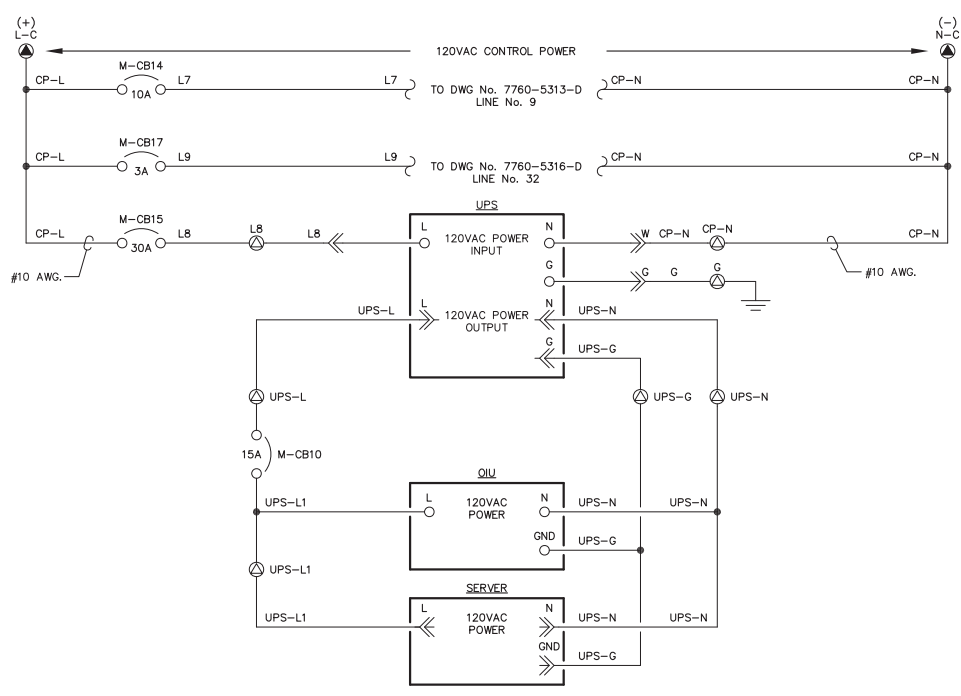 (+)
L-C
(-)
N-C
120VAC CONTROL POWER
CP-L
M-CB14
10A
L7
L7
TO DWG No. 7760-5313-D
LINE No. 9
CP-N
CP-N
CP-L
M-CB17
3A
L9
L9
TO DWG No. 7760-5316-D
LINE No. 32
CP-N
CP-N
UPS
CP-L
M-CB15
30A
L8
L8
L8
L
120VAC POWER
INPUT
N
W
CP-N
CP-N
CP-N
#10 AWG.
#10 AWG.
G
G
G
G
UPS-L
L
120VAC POWER
OUTPUT
N
UPS-N
G
UPS-G
UPS-L
UPS-G
UPS-N
15A
M-CB10
OIU
UPS-L1
L
120VAC
POWER
N
UPS-N
UPS-N
GND
UPS-G
UPS-L1
SERVER
UPS-L1
L
120VAC
POWER
N
UPS-N
UPS-N
GND
UPS-G